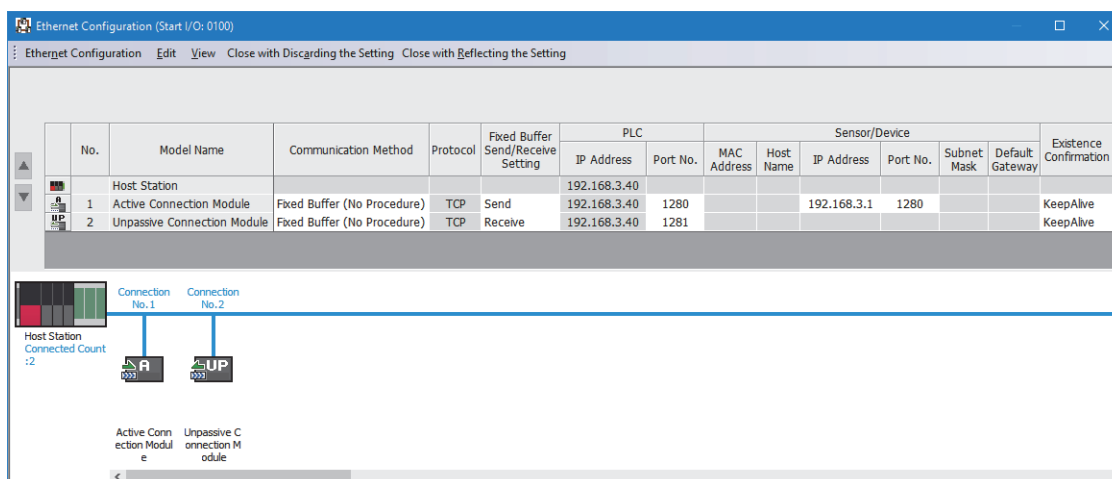 Ethernet Configuration (Start I/O: 0100)
Ethernet Configuration Edit View Close with Discarding the Setting Close with Reflecting the Setting
No. Model Name Communication Method Protocol Fixed Buffer Send/Receive Setting PLC Sensor/Device Existence Confirmation
IP Address Port No. MAC Address Host Name IP Address Port No. Subnet Mask Default Gateway
Host Station 192.168.3.40
1 Active Connection Module Fixed Buffer (No Procedure) TCP Send 192.168.3.40 1280 192.168.3.1 1280 KeepAlive
UP 2 Unpassive Connection Module Fixed Buffer (No Procedure) TCP Receive 192.168.3.40 1281 KeepAlive
Connection Connection
No.1 No.2
Host Station
Connected Count
:2
A UP
Active Conn
ection Modul
e
Unpassive C
onnection M
odule